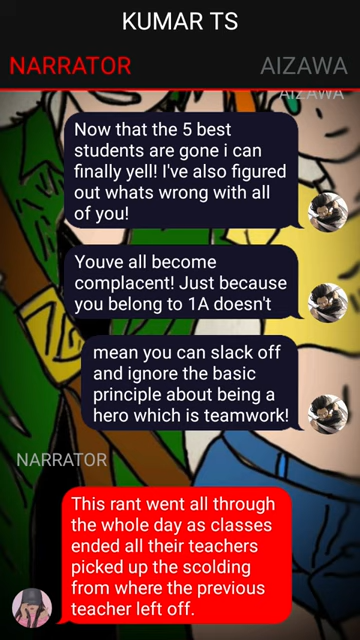 KUMAR TS
NARRATOR AIZAWA
AIZAWA
Now that the 5 best
students are gone i can
finally yell! I've also figured
out whats wrong with all
of you!
Youve all become
complacent! Just because
you belong to 1A doesn't
mean you can slack off
and ignore the basic
principle about being a
hero which is teamwork!
NARRATOR
This rant went all through
the whole day as classes
ended all their teachers
picked up the scolding
from where the previous
teacher left off.